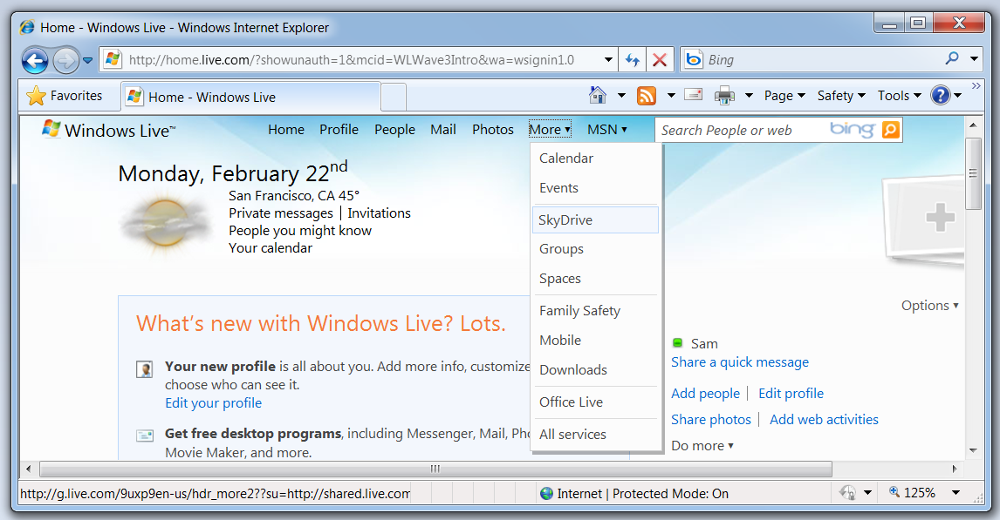 Home - Windows Live - Windows Internet Explorer
http://home.live.com/?showunauth=1&mcid=WLWave3Intro&wa=wsignin1.0
Bing
Favorites
Home - Windows Live
Page
Safety
Tools
Windows Live™
Home Profile People Mail Photos More MSN
Search People or web
bing
Monday, February 22nd
San Francisco, CA 45°
Private messages | Invitations
People you might know
Your calendar
Calendar
Events
SkyDrive
Groups
Spaces
Family Safety
Mobile
Downloads
Office Live
All services
Options
What's new with Windows Live? Lots.
Your new profile is all about you. Add more info, customize
choose who can see it.
Edit your profile
Get free desktop programs, including Messenger, Mail, Pho
Movie Maker, and more.
Sam
Share a quick message
Add people | Edit profile
Share photos | Add web activities
Do more
http://g.live.com/9uxp9en-us/hdr_more2??su=http://shared.live.com
Internet | Protected Mode: On
125%